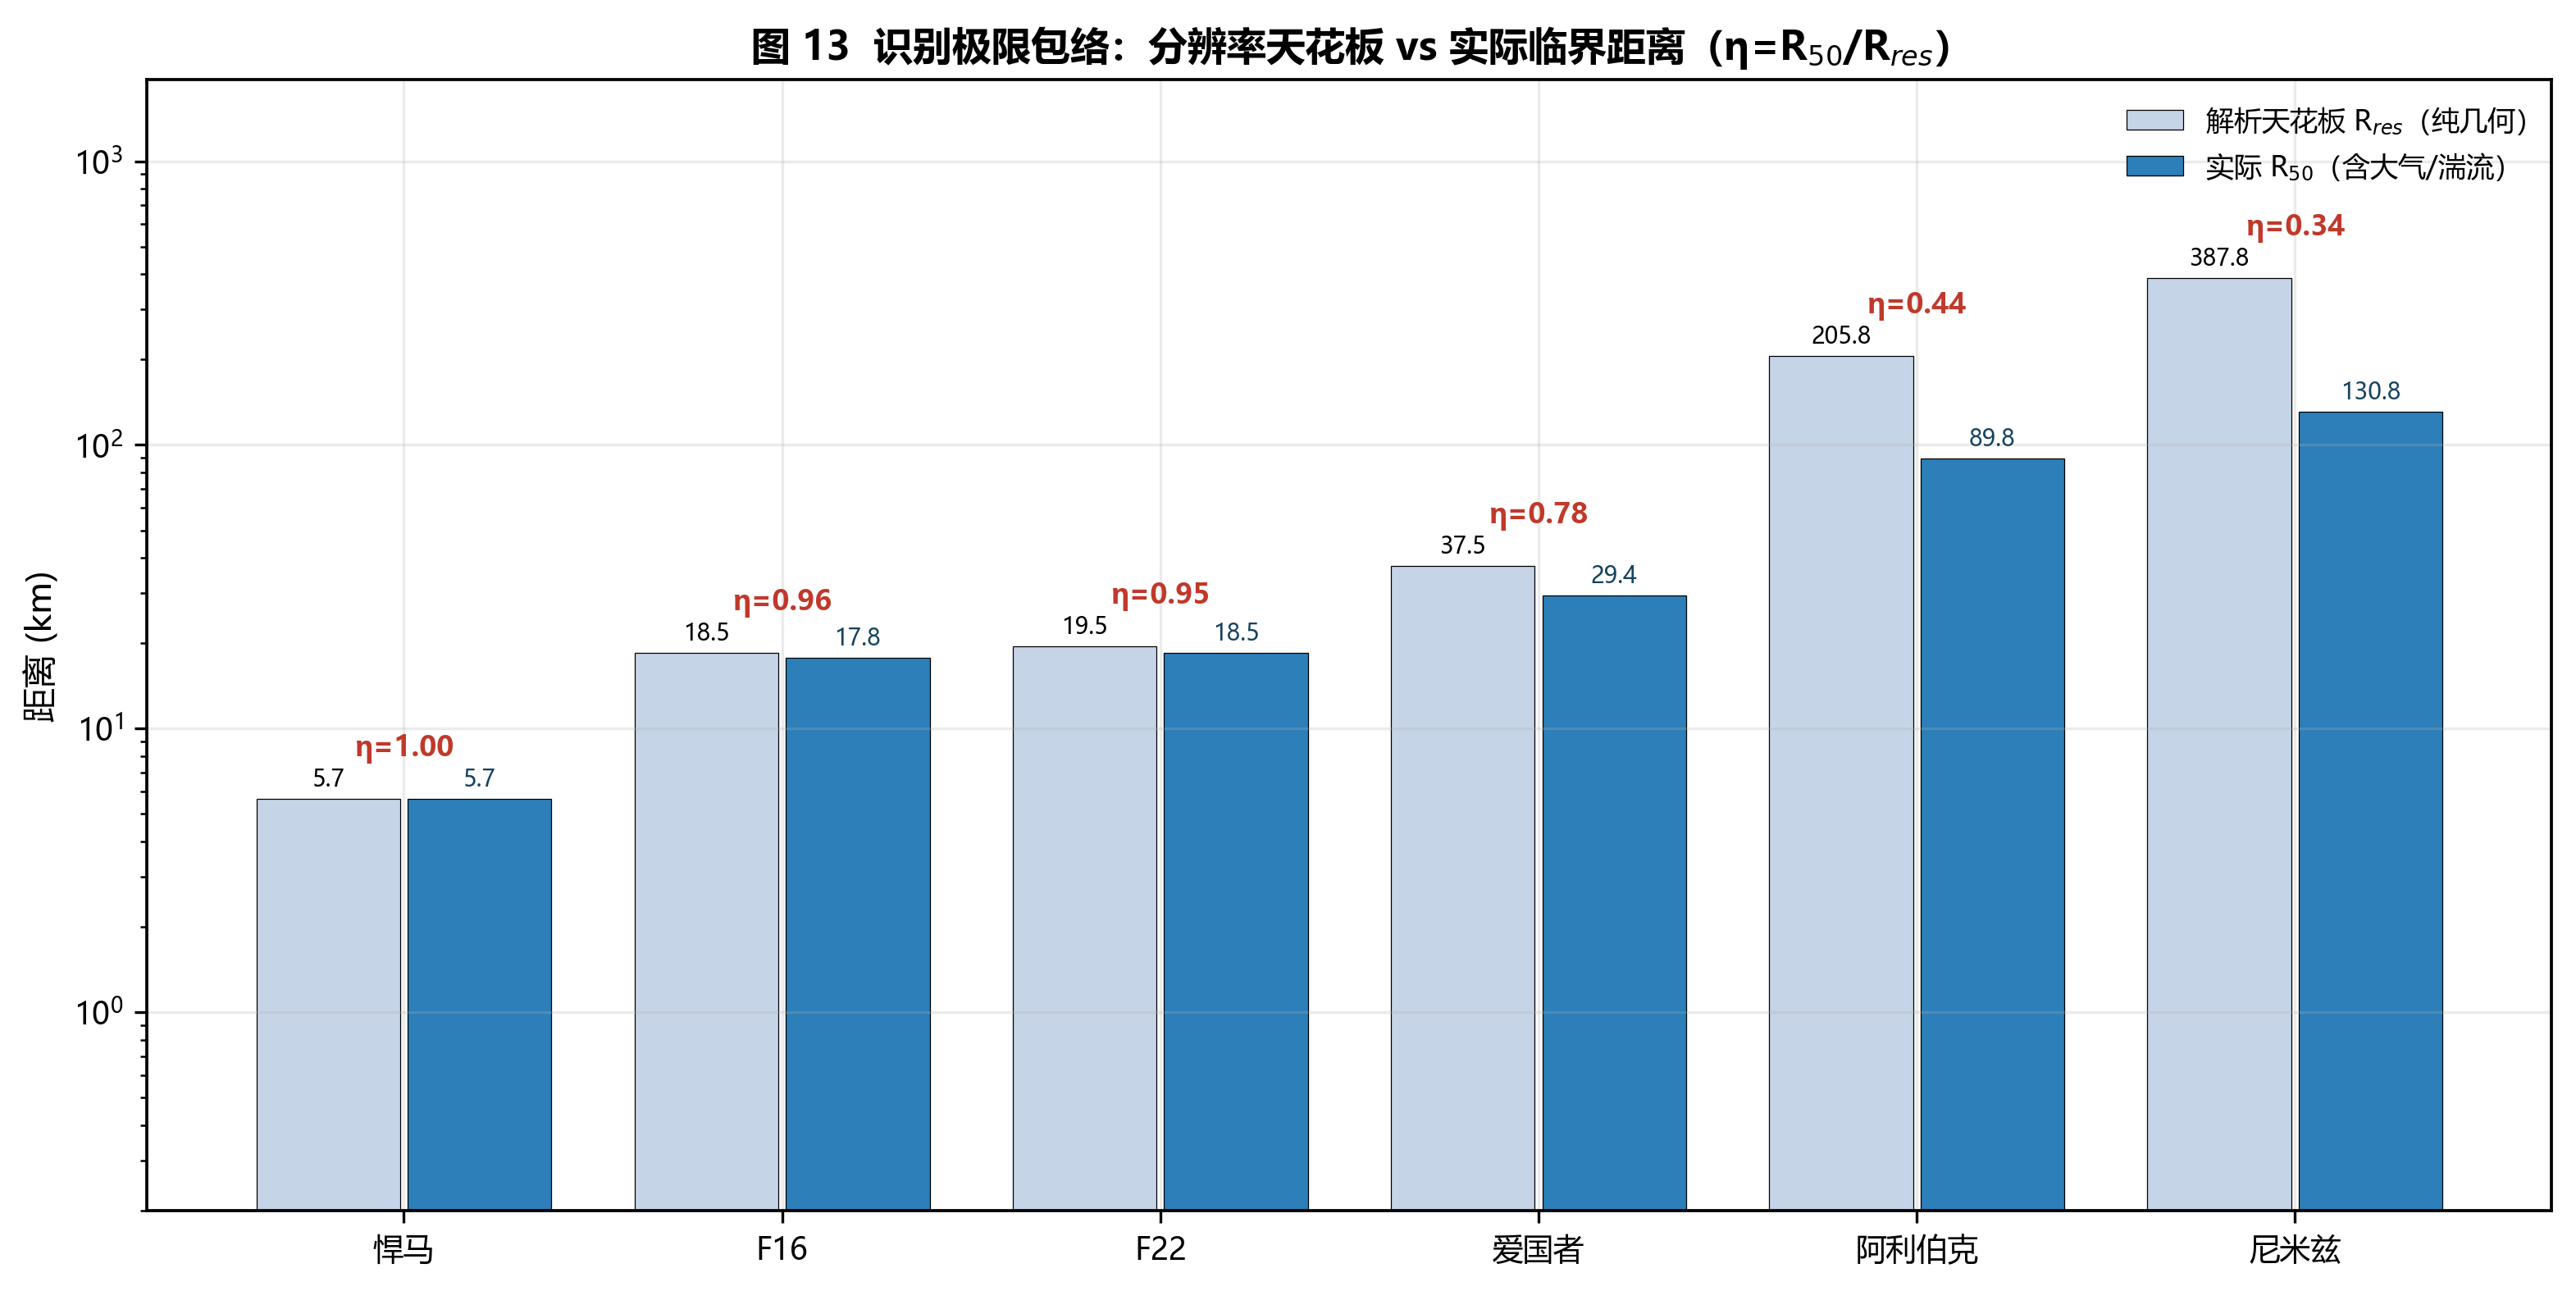 图 13 识别极限包络：分辨率天花板 vs 实际临界距离（η=R₅₀/R_res）
解析天花板 R_res（纯几何）
实际 R₅₀（含大气/湍流）
距离 (km)
10³
10²
10¹
10⁰
η=1.00
5.7
5.7
η=0.96
18.5
17.8
η=0.95
19.5
18.5
η=0.78
37.5
29.4
η=0.44
205.8
89.8
η=0.34
387.8
130.8
悍马
F16
F22
爱国者
阿利伯克
尼米兹